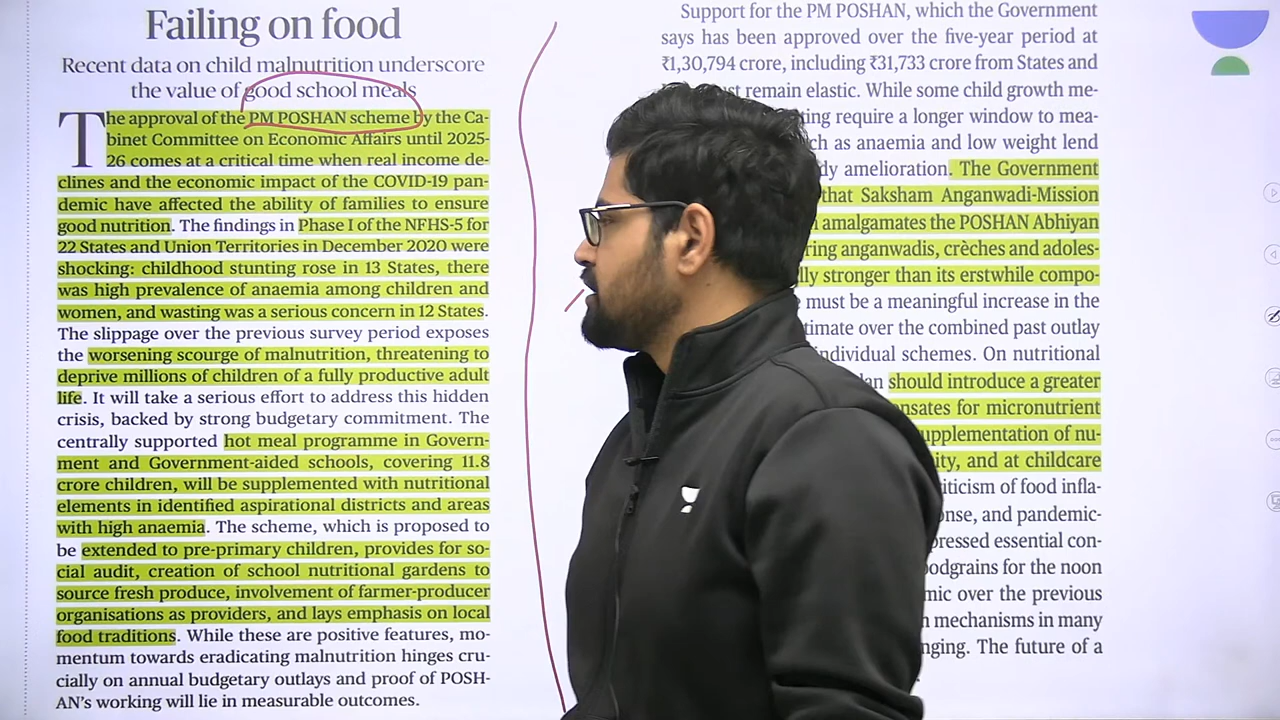 Failing on food
Recent data on child malnutrition underscore
the value of good school meals
The approval of the PM POSHAN scheme by the Ca-
binet Committee on Economic Affairs until 2025-
26 comes at a critical time when real income de-
clines and the economic impact of the COVID-19 pan-
demic have affected the ability of families to ensure
good nutrition. The findings in Phase I of the NFHS-5 for
22 States and Union Territories in December 2020 were
shocking: childhood stunting rose in 13 States, there
was high prevalence of anaemia among children and
women, and wasting was a serious concern in 12 States.
The slippage over the previous survey period exposes
the worsening scourge of malnutrition, threatening to
deprive millions of children of a fully productive adult
life. It will take a serious effort to address this hidden
crisis, backed by strong budgetary commitment. The
centrally supported hot meal programme in Govern-
ment and Government-aided schools, covering 11.8
crore children, will be supplemented with nutritional
elements in identified aspirational districts and areas
with high anaemia. The scheme, which is proposed to
be extended to pre-primary children, provides for so-
cial audit, creation of school nutritional gardens to
source fresh produce, involvement of farmer-producer
organisations as providers, and lays emphasis on local
food traditions. While these are positive features, mo-
mentum towards eradicating malnutrition hinges cru-
cially on annual budgetary outlays and proof of POSH-
AN's working will lie in measurable outcomes.
Support for the PM POSHAN, which the Government
says has been approved over the five-year period at
₹1,30,794 crore, including ₹31,733 crore from States and
remain elastic. While some child growth me-
require a longer window to mea-
as anaemia and low weight lend
amelioration. The Government
that Saksham Anganwadi-Mission
amalgamates the POSHAN Abhiyan
anganwadis, crèches and adoles-
stronger than its erstwhile compo-
must be a meaningful increase in the
over the combined past outlay
individual schemes. On nutritional
should introduce a greater
for micronutrient
of nu-
and at childcare
of food infla-
and pandemic-
essential con-
for the noon
over the previous
mechanisms in many
The future of a